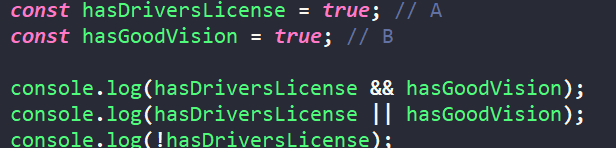 const hasDriversLicense = true; // A
const hasGoodVision = true; // B
console.log(hasDriversLicense && hasGoodVision);
console.log(hasDriversLicense || hasGoodVision);
console.log(!hasDriversLicense);